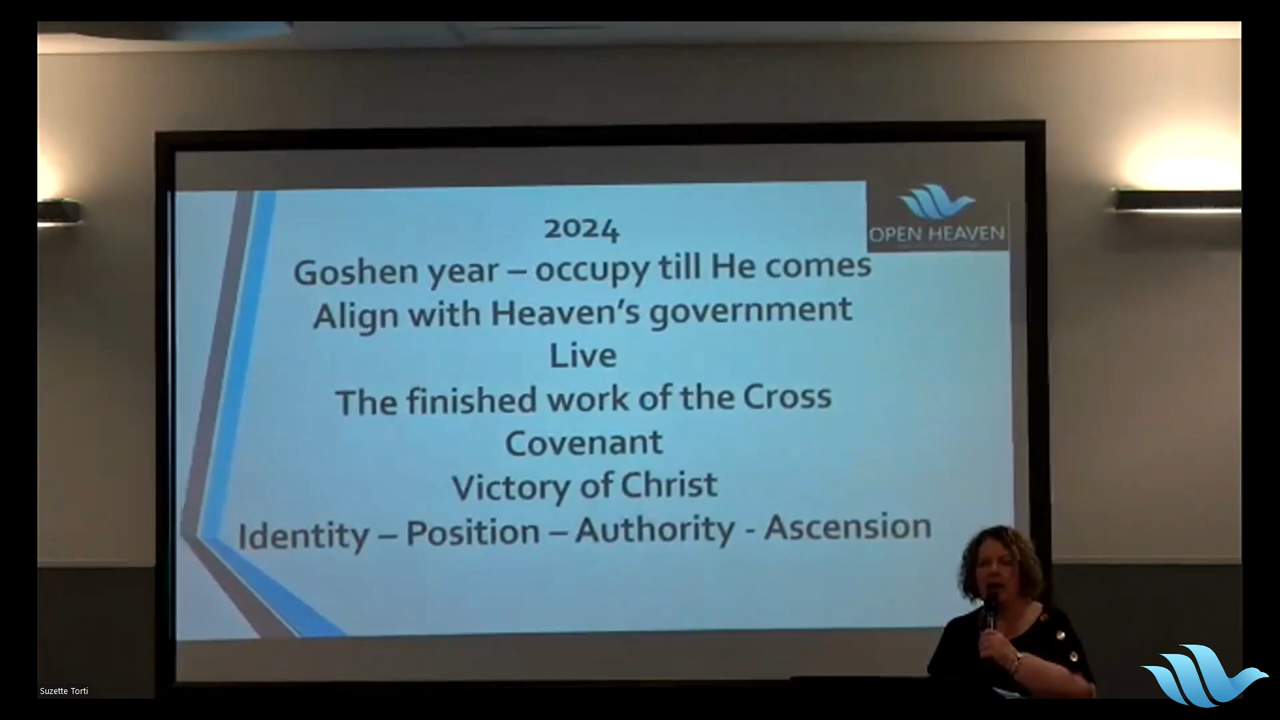 2024
OPEN HEAVEN
Goshen year – occupy till He comes
Align with Heaven's government
Live
The finished work of the Cross
Covenant
Victory of Christ
Identity – Position – Authority - Ascension
Suzette Torti